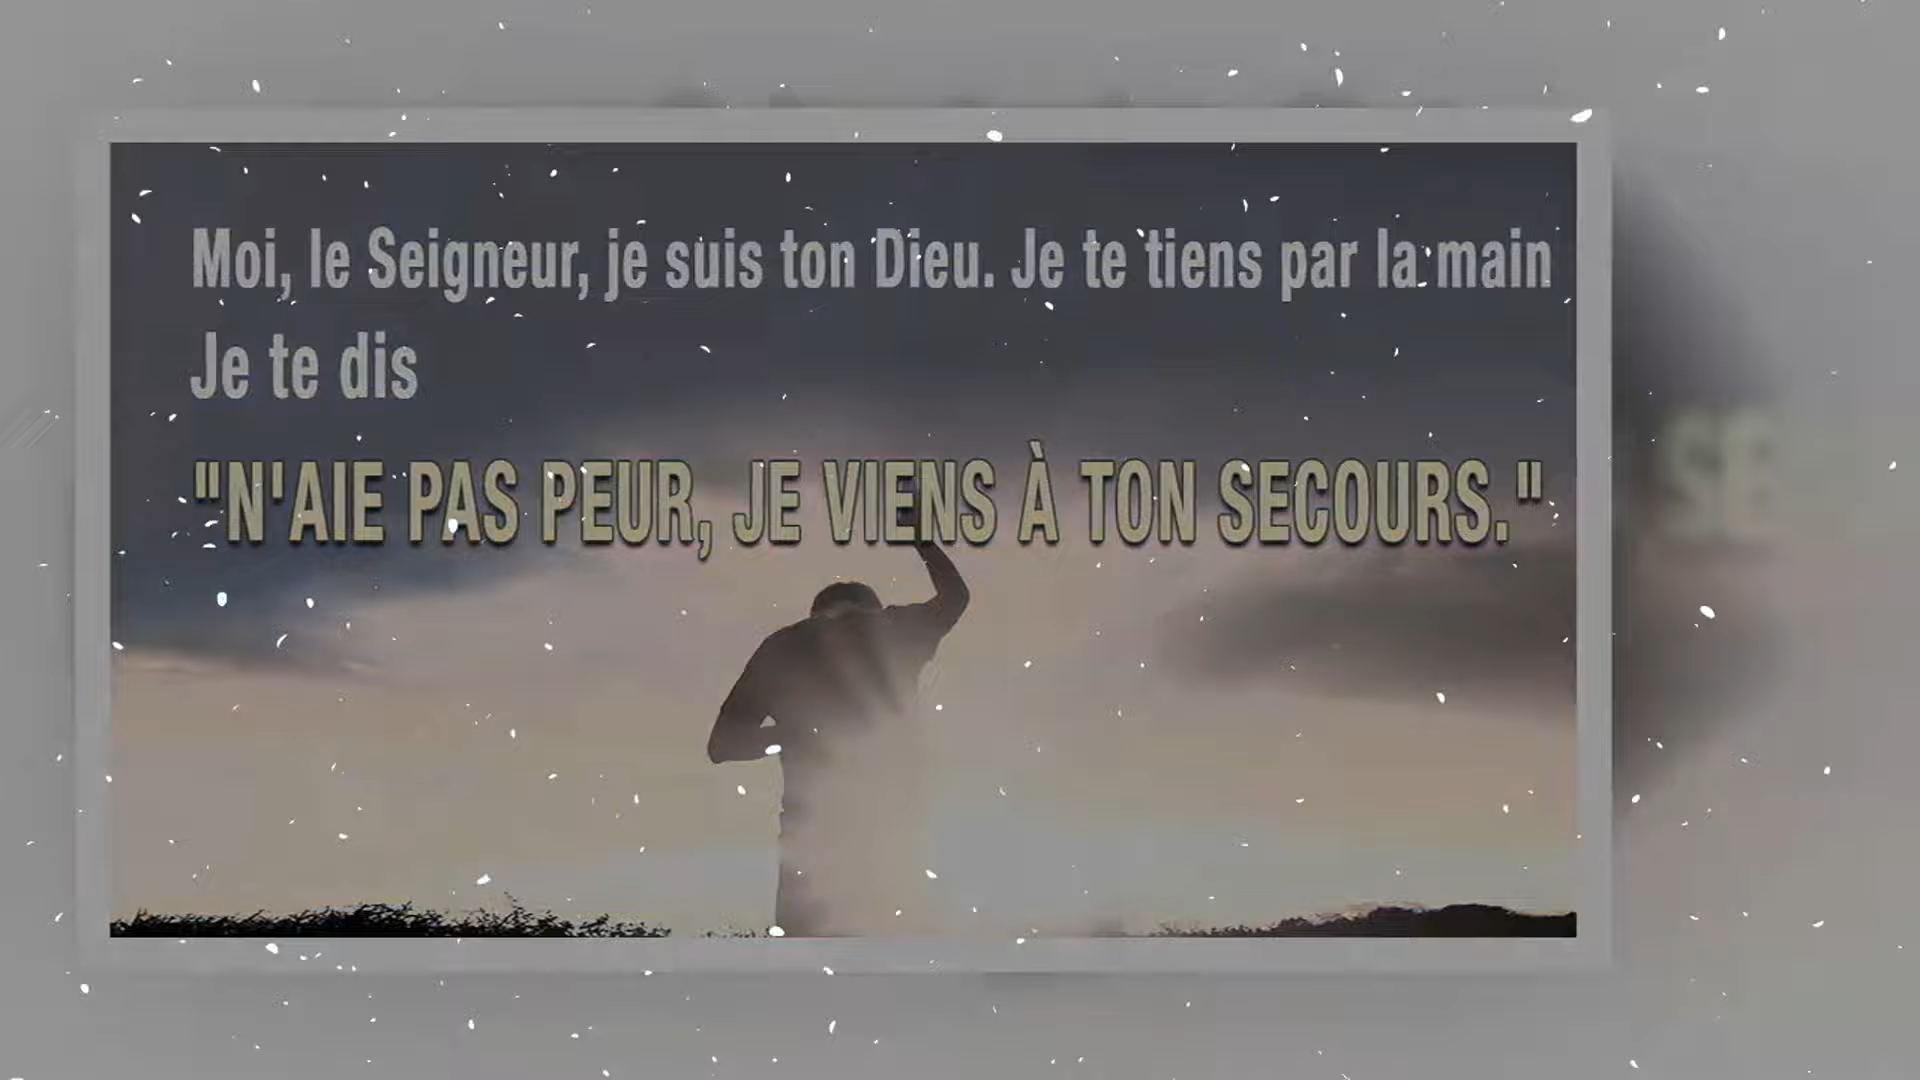 Moi, le Seigneur, je suis ton Dieu. Je te tiens par la main
Je te dis
"N'AIE PAS PEUR, JE VIENS À TON SECOURS."
SE